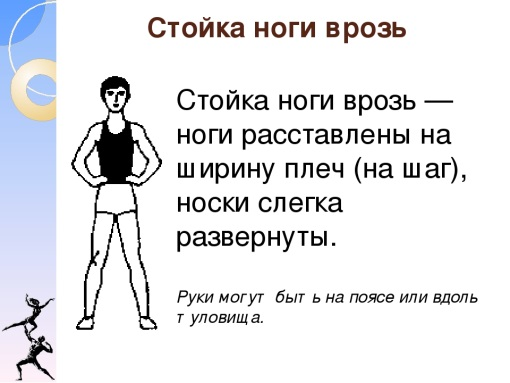 Стойка ноги врозь
Стойка ноги врозь —
ноги расставлены на
ширину плеч (на шаг),
носки слегка
развернуты.
Руки могут быть на поясе или вдоль
туловища.